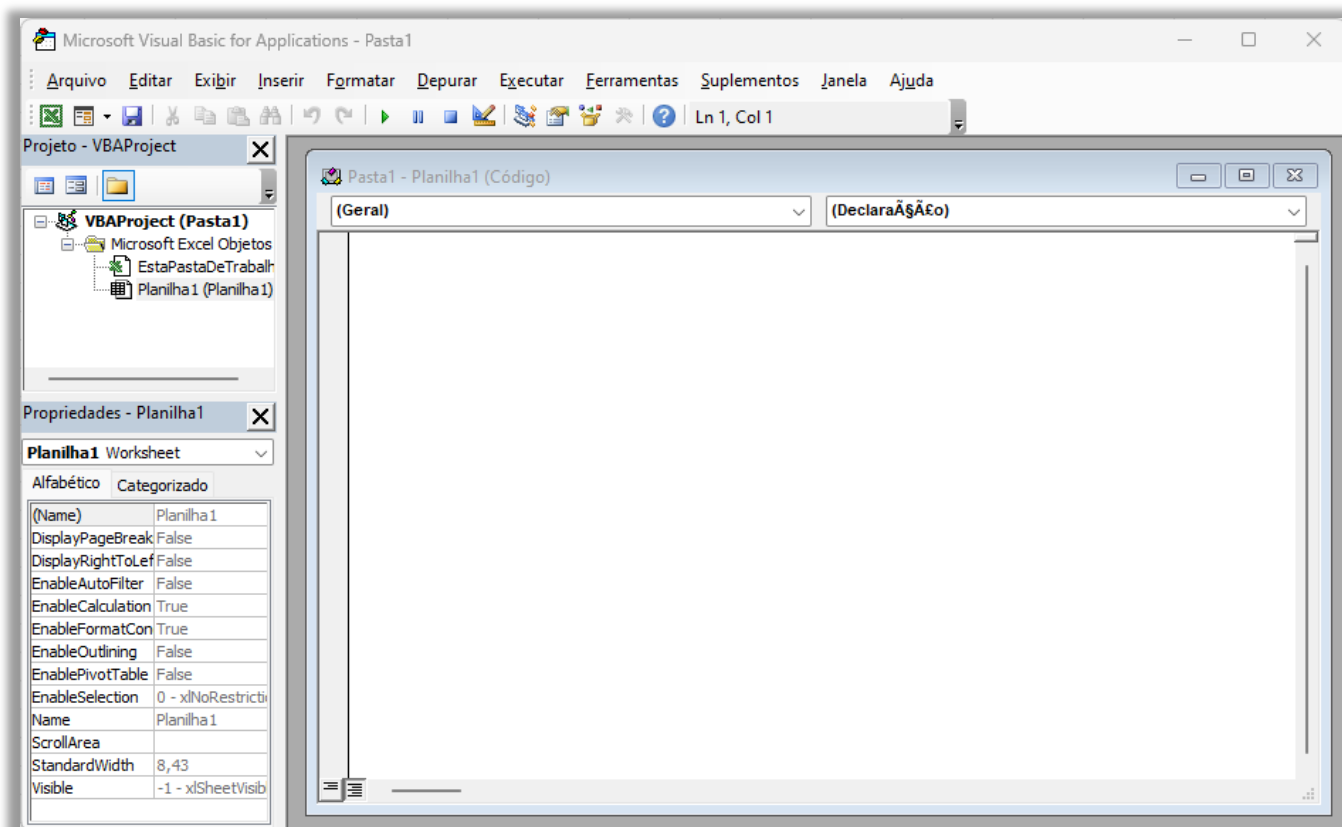 Microsoft Visual Basic for Applications - Pasta1
Arquivo Editar Exibir Inserir Formatar Depurar Executar Ferramentas Suplementos Janela Ajuda
Ln 1, Col 1
Projeto - VBAProject
VBAProject (Pasta1)
Microsoft Excel Objetos
EstaPastaDeTrabalh
Planilha1 (Planilha1)
Propriedades - Planilha1
Planilha1 Worksheet
Alfabético Categorizado
(Name) Planilha1
DisplayPageBreak False
DisplayRightToLef False
EnableAutoFilter False
EnableCalculation True
EnableFormatCon True
EnableOutlining False
EnablePivotTable False
EnableSelection 0 - xlNoRestricti
Name Planilha1
ScrollArea
StandardWidth 8,43
Visible -1 - xlSheetVisib
Pasta1 - Planilha1 (Código)
(Geral) (DeclaraÃ§Ã£o)